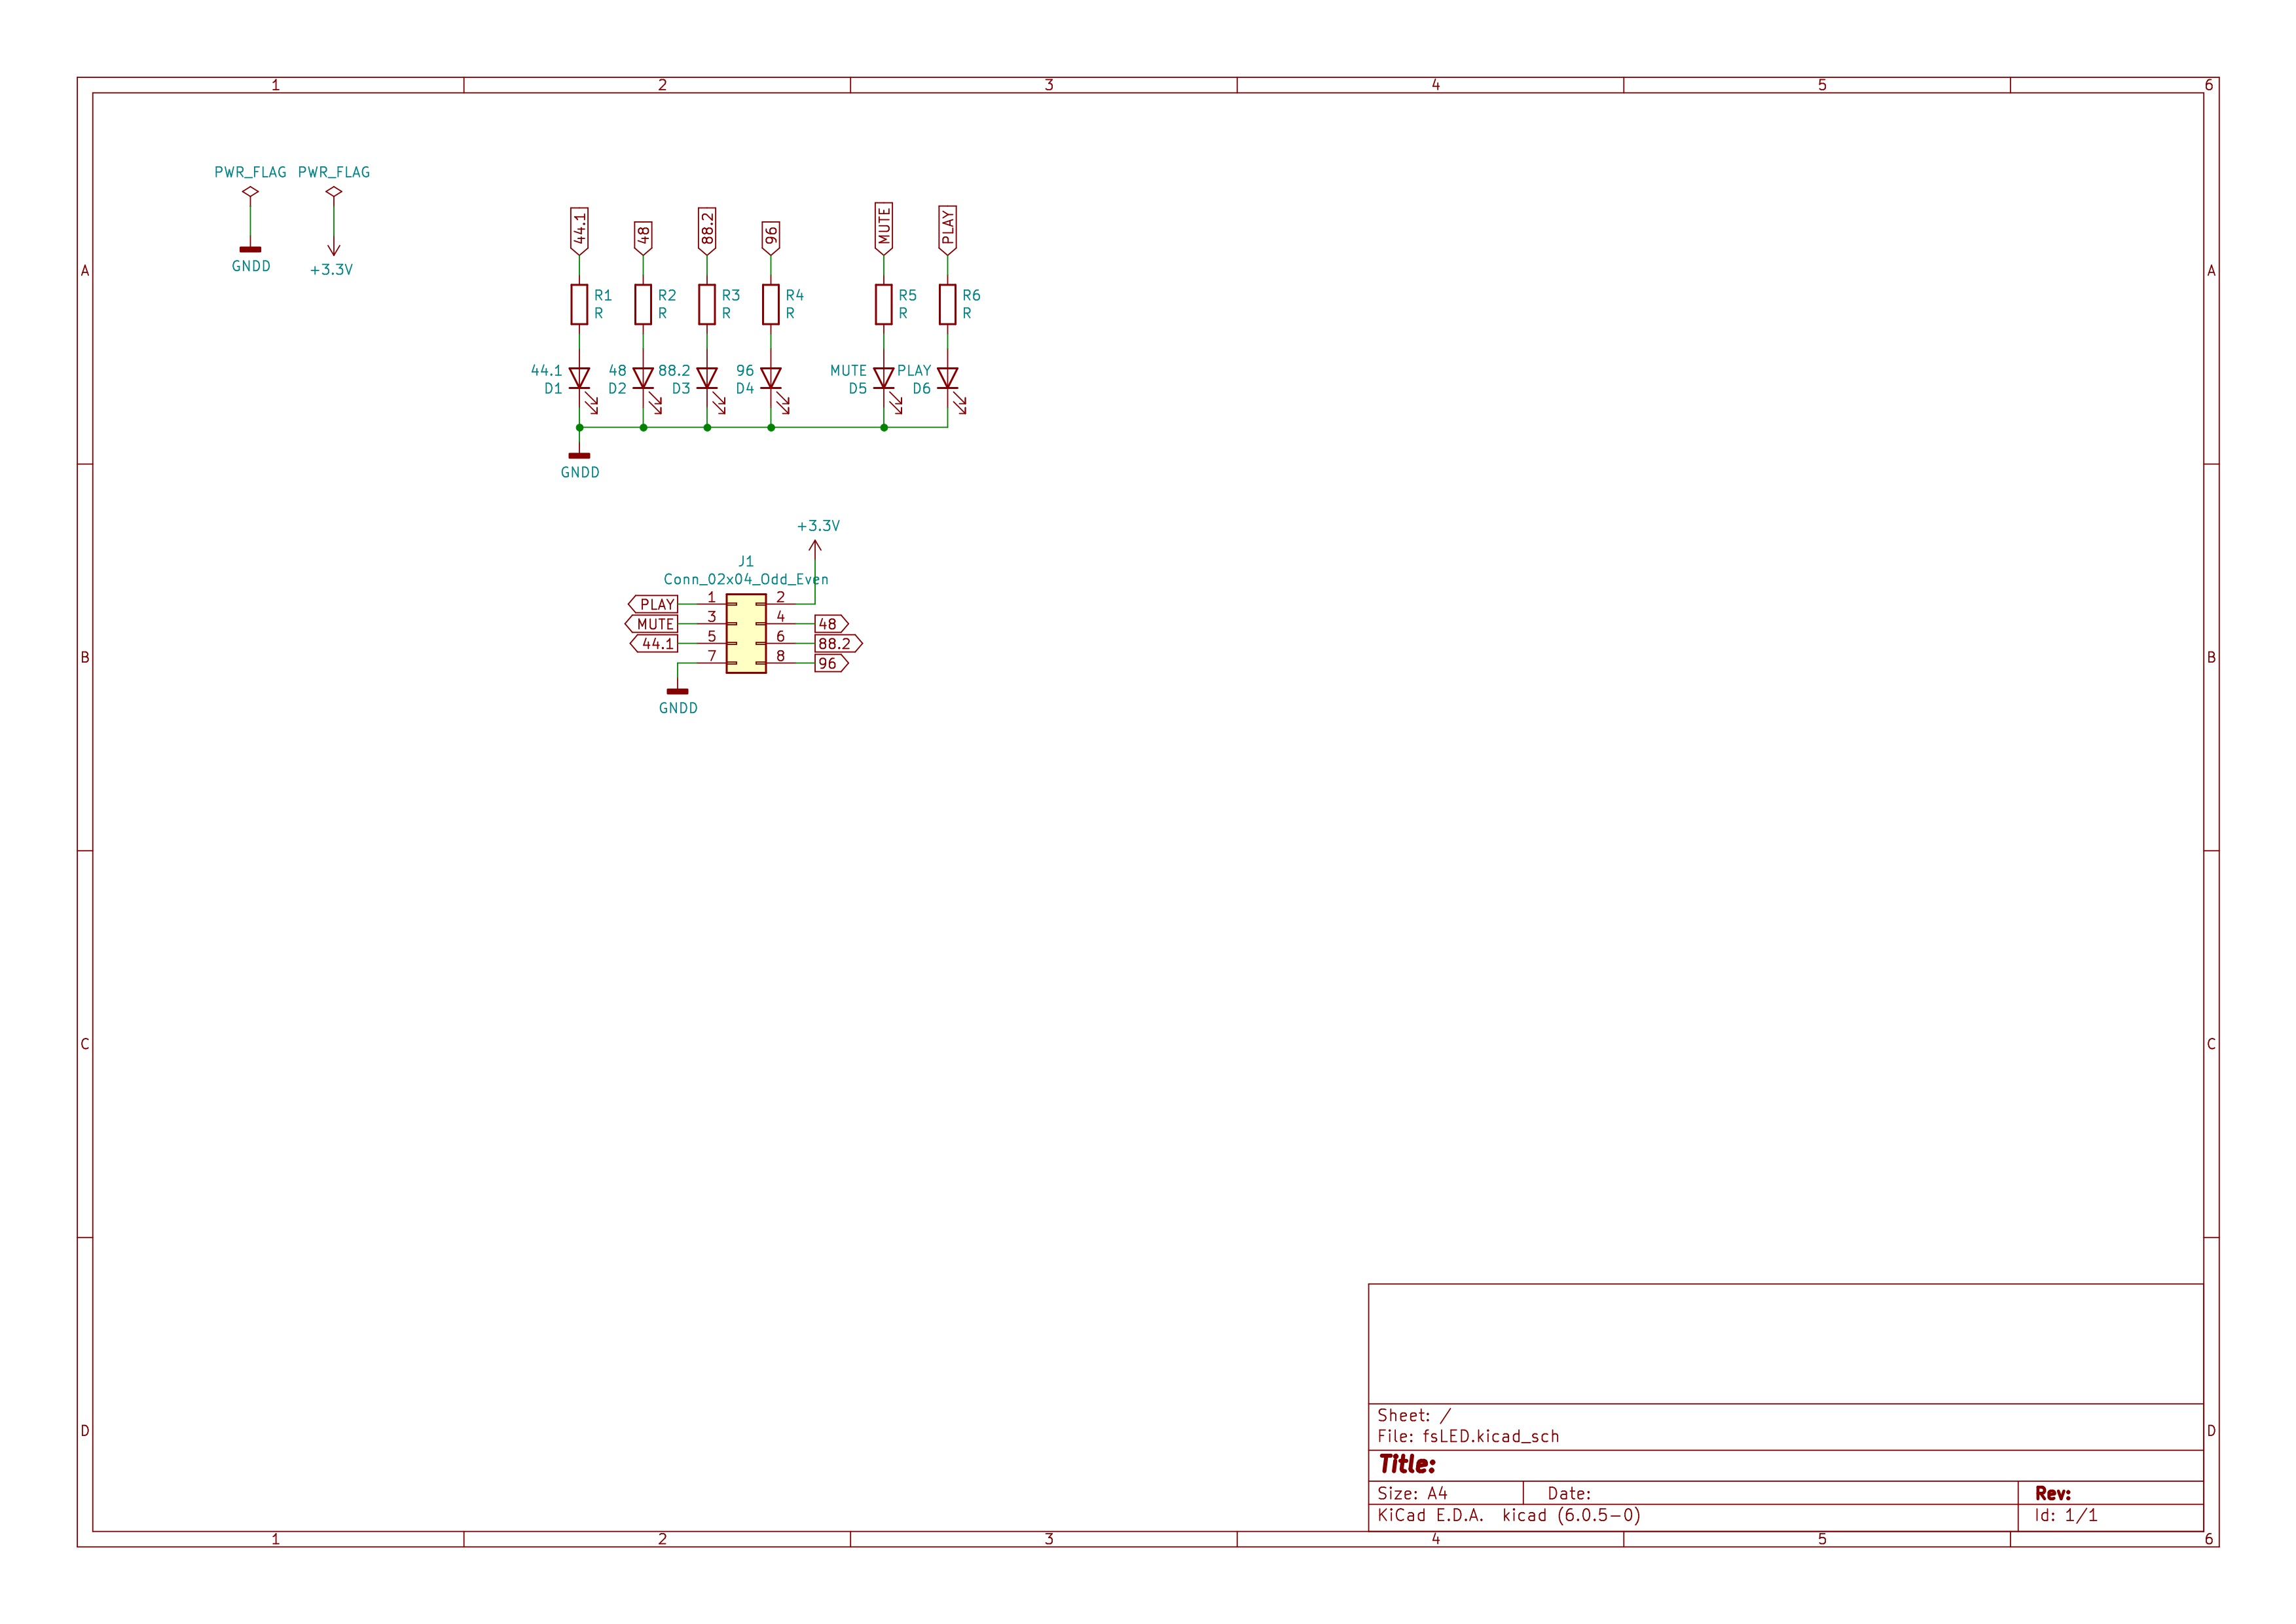 1 2 3 4 5 6
PWR_FLAG PWR_FLAG
GNDD +3.3V
44.1 48 88.2 96 MUTE PLAY
A A
R1 R2 R3 R4 R5 R6
R R R R R R
44.1 48 88.2 96 MUTE PLAY
D1 D2 D3 D4 D5 D6
GNDD
+3.3V
J1
Conn_02x04_Odd_Even
PLAY 1 2
MUTE 3 4 48
44.1 5 6 88.2
7 8 96
B B
GNDD
C C
Sheet: /
File: fsLED.kicad_sch
D D
Title:
Size: A4 Date: Rev:
KiCad E.D.A. kicad (6.0.5-0) Id: 1/1
1 2 3 4 5 6